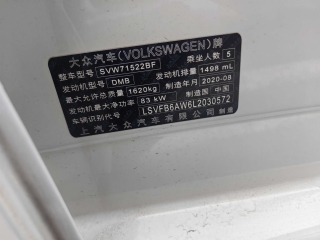 大众汽车(VOLKSWAGEN)牌
整车型号 SVW71522BF 乘坐人数 5
发动机型号 DMB 发动机排量 1498 mL
最大允许总质量 1620kg 制造年月 2020-09
发动机最大净功率 83 kW 制造国 中国
车辆识别代号 LSVFB6AW6L2030572
上汽大众汽车有限公司 制造